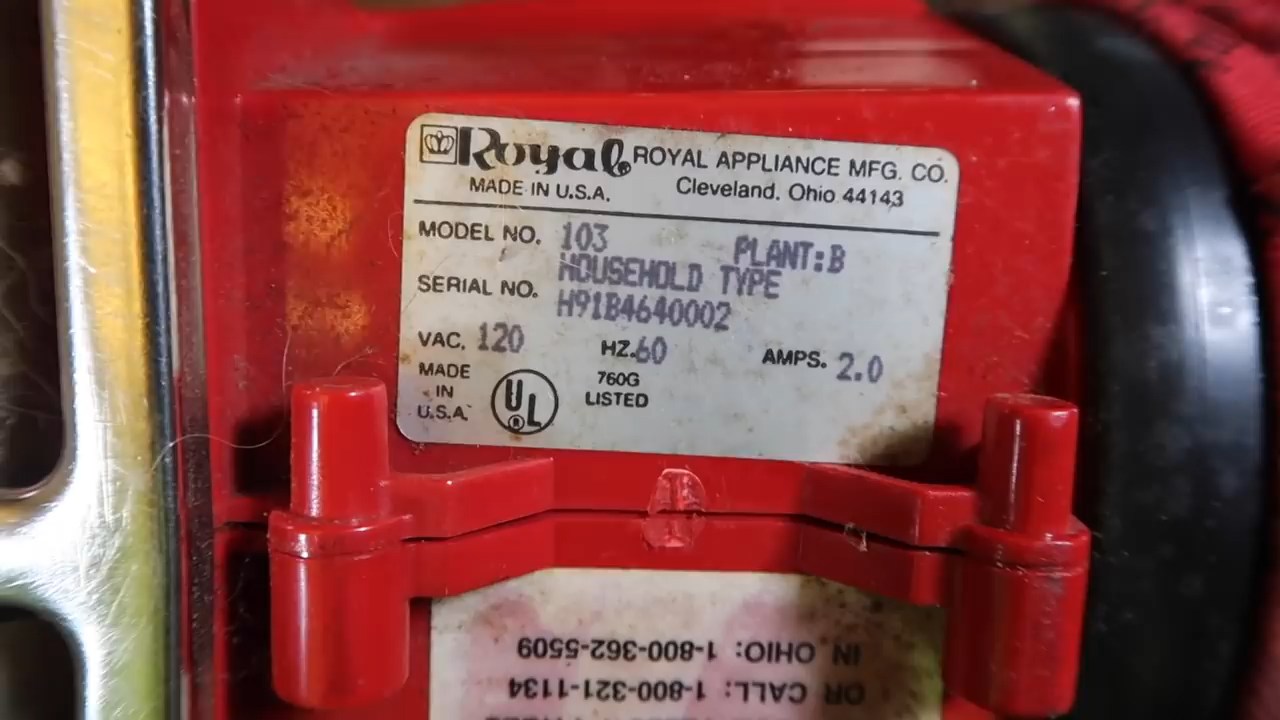 Royal® ROYAL APPLIANCE MFG. CO.
MADE IN U.S.A. Cleveland. Ohio 44143
MODEL NO. 103 PLANT:B
HOUSEHOLD TYPE
SERIAL NO. H91B4640002
VAC. 120 HZ.60 AMPS. 2.0
MADE IN U.S.A. UL® 760G LISTED
OR CALL: 1-800-321-1134
IN OHIO: 1-800-362-5509